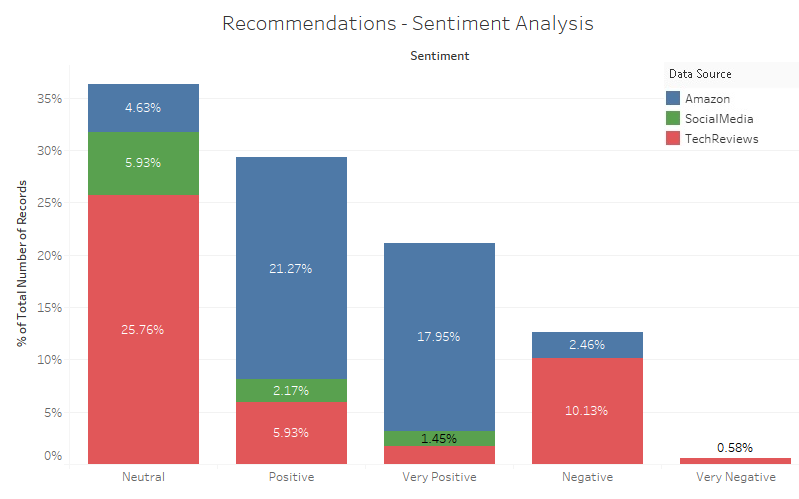 Recommendations - Sentiment Analysis
Sentiment
Data Source
Amazon
SocialMedia
TechReviews
% of Total Number of Records
35%
30%
25%
20%
15%
10%
5%
0%
4.63%
5.93%
25.76%
21.27%
2.17%
5.93%
17.95%
1.45%
2.46%
10.13%
0.58%
Neutral
Positive
Very Positive
Negative
Very Negative